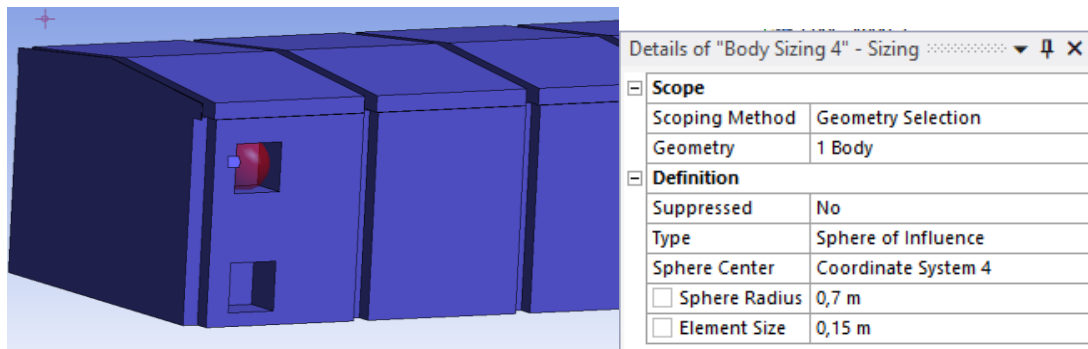 Details of "Body Sizing 4" - Sizing
Scope
Scoping Method Geometry Selection
Geometry 1 Body
Definition
Suppressed No
Type Sphere of Influence
Sphere Center Coordinate System 4
Sphere Radius 0,7 m
Element Size 0,15 m